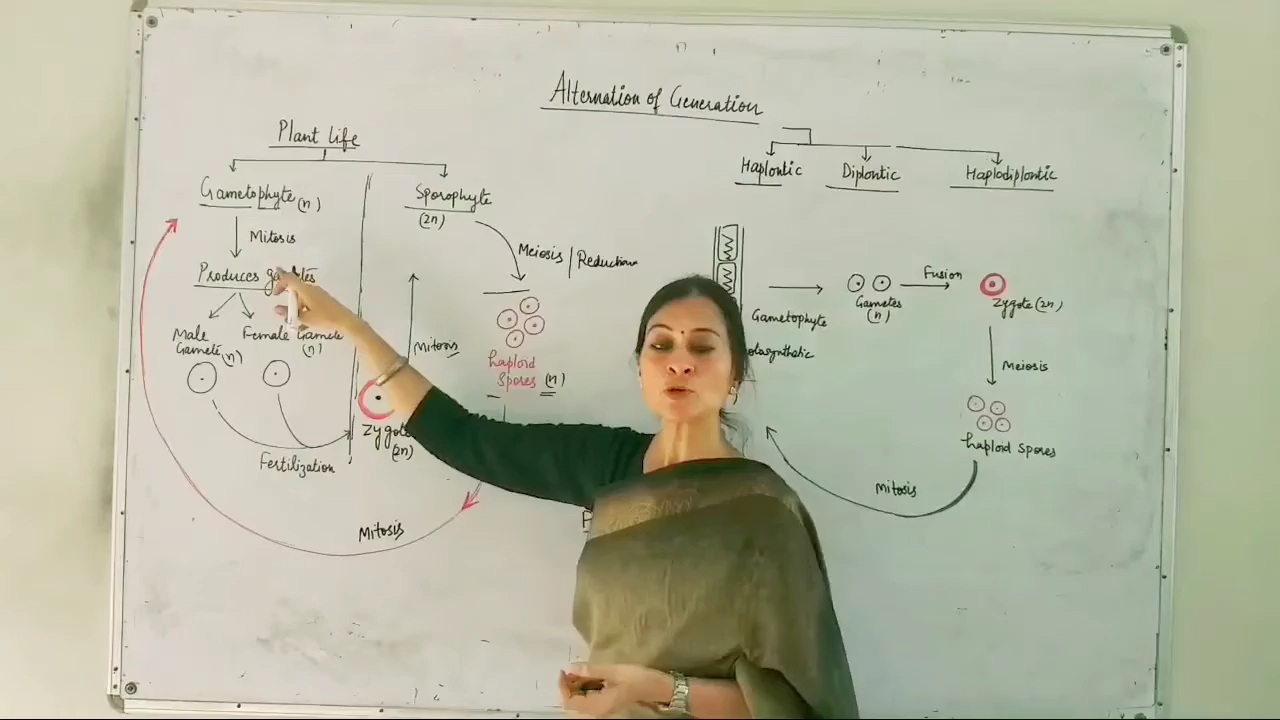 Alternation of Generation
Plant life
Gametophyte (n)
Mitosis
Produces gametes
Male
Gamete (n)
Female Gamete
(n)
Fertilization
Sporophyte
(2n)
Meiosis | Reduction
Mitosis
haploid
Spores (n)
Zygote
(2n)
Mitosis
Haplontic
Diplontic
Haplodiplontic
Gametophyte
Gametes
(n)
Fusion
Zygote (2n)
Meiosis
haploid spores
Mitosis